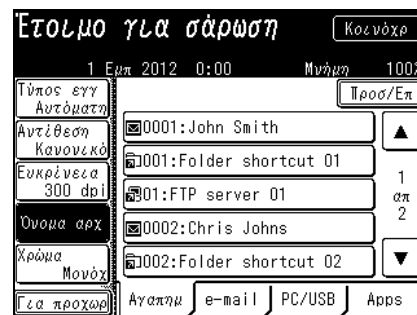 Έτοιμο για σάρωση
Κοινόχρ
1 Εμπ 2012 0:00 Μνήμη 100%
Τύπος εγγ
Αυτόματη
Αντίθεση
Κανονικό
Ευκρίνεια
300 dpi
Όνομα αρχ
Χρώμα
Μονόχ
Για προχωρ
Προσ/Επ
0001:John Smith
001:Folder shortcut 01
01:FTP server 01
0002:Chris Johns
002:Folder shortcut 02
1
απ
2
Αγαπημ e-mail PC/USB Apps